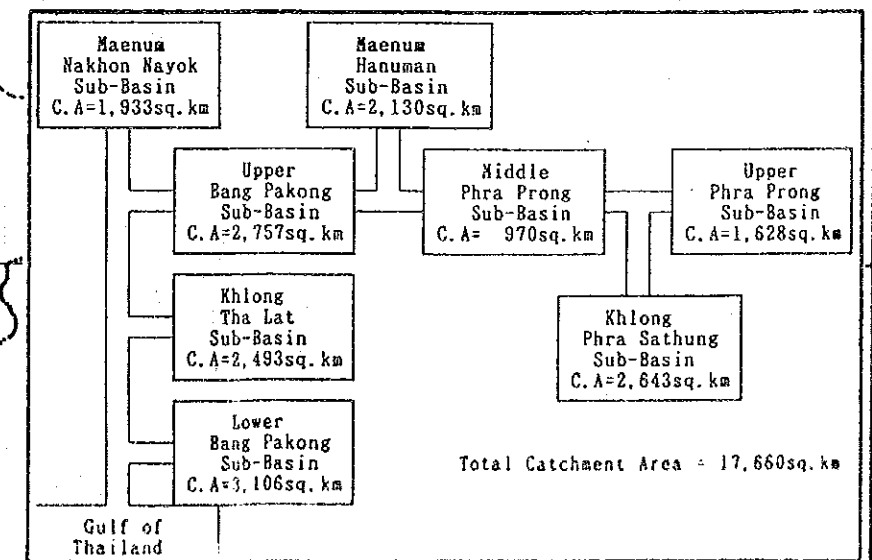 Maenum
Nakhon Nayok
Sub-Basin
C.A=1,933sq.km
Maenum
Hanuman
Sub-Basin
C.A=2,130sq.km
Upper
Bang Pakong
Sub-Basin
C.A=2,757sq.km
Middle
Phra Prong
Sub-Basin
C.A=  970sq.km
Upper
Phra Prong
Sub-Basin
C.A=1,628sq.km
Khlong
Tha Lat
Sub-Basin
C.A=2,493sq.km
Khlong
Phra Sathung
Sub-Basin
C.A=2,643sq.km
Lower
Bang Pakong
Sub-Basin
C.A=3,106sq.km
Total Catchment Area = 17,660sq.km
Gulf of
Thailand